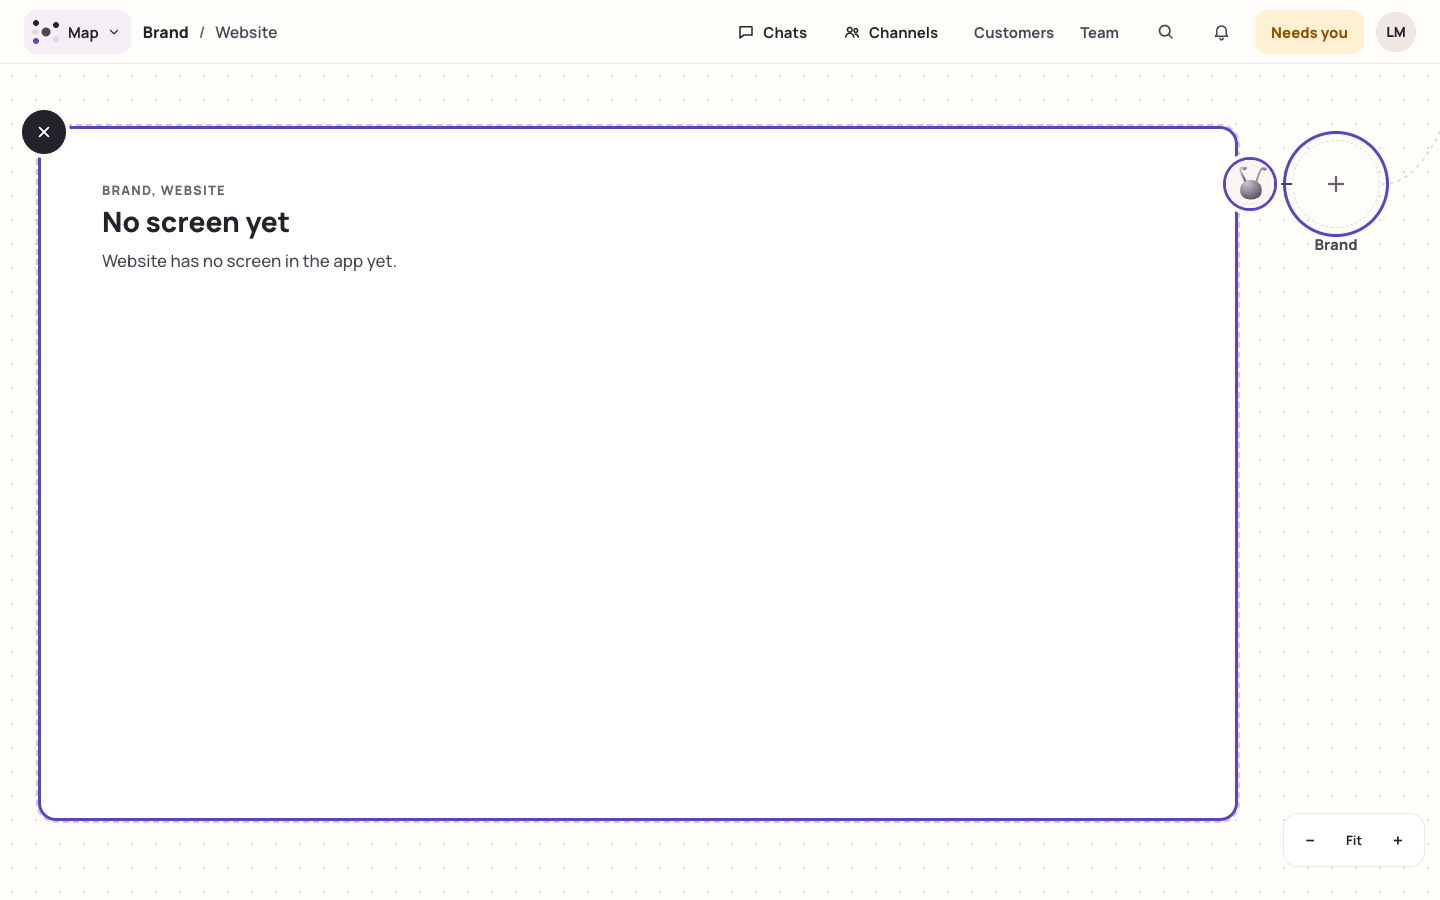 Map
Brand / Website
Chats
Channels
Customers
Team
Needs you
LM
BRAND, WEBSITE
No screen yet
Website has no screen in the app yet.
Brand
− Fit +